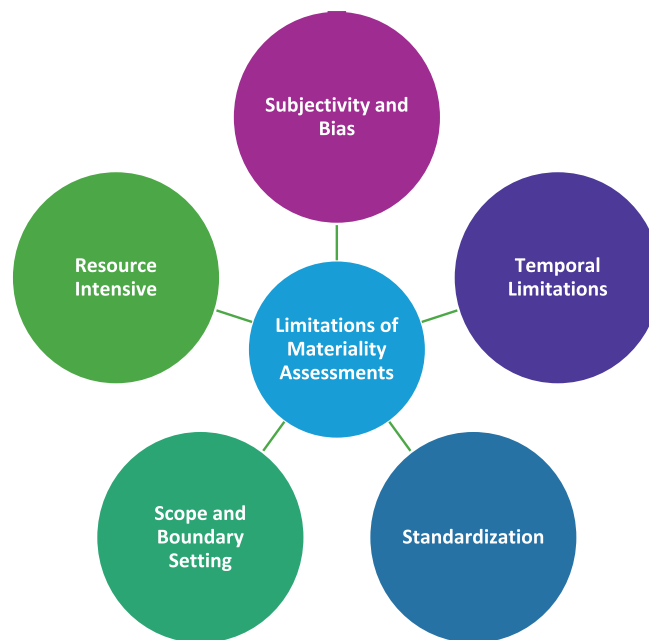 Subjectivity and
Bias
Resource
Intensive
Temporal
Limitations
Limitations of
Materiality
Assessments
Scope and
Boundary
Setting
Standardization